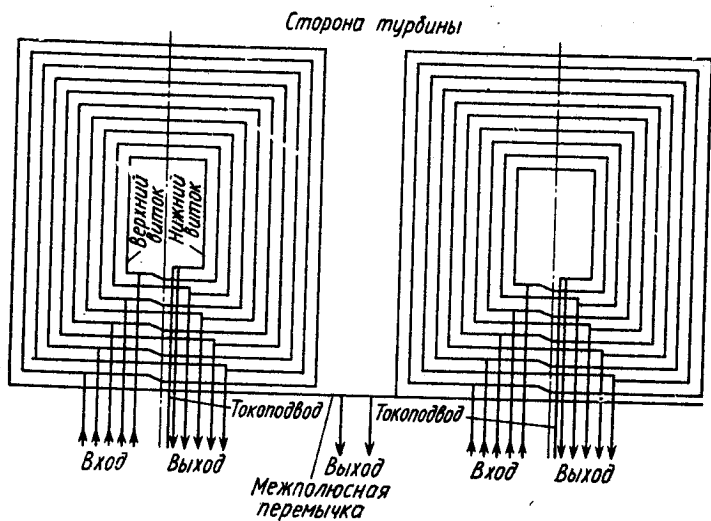 Сторона турбины
Верхний
виток
Нижний
виток
Токоподвод
Токоподвод
Вход
Выход
Выход
Вход
Выход
Межполюсная
перемычка